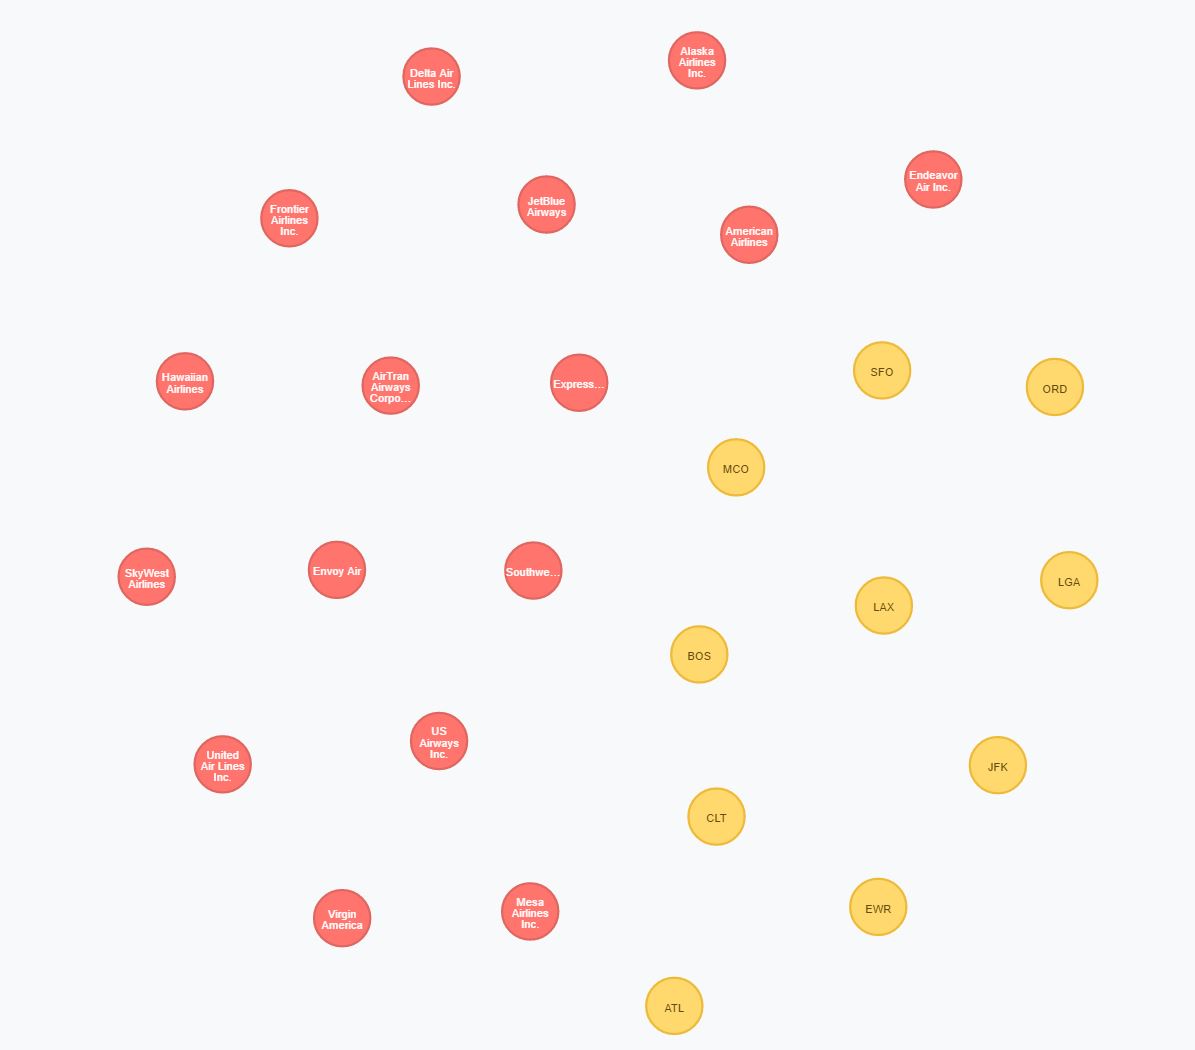 Delta Air
Lines Inc.
Alaska
Airlines
Inc.
Endeavor
Air Inc.
Frontier
Airlines
Inc.
JetBlue
Airways
American
Airlines
Hawaiian
Airlines
AirTran
Airways
Corpo...
Express...
SFO
ORD
MCO
SkyWest
Airlines
Envoy Air
Southwe...
LAX
LGA
BOS
United
Air Lines
Inc.
US
Airways
Inc.
JFK
CLT
Virgin
America
Mesa
Airlines
Inc.
EWR
ATL